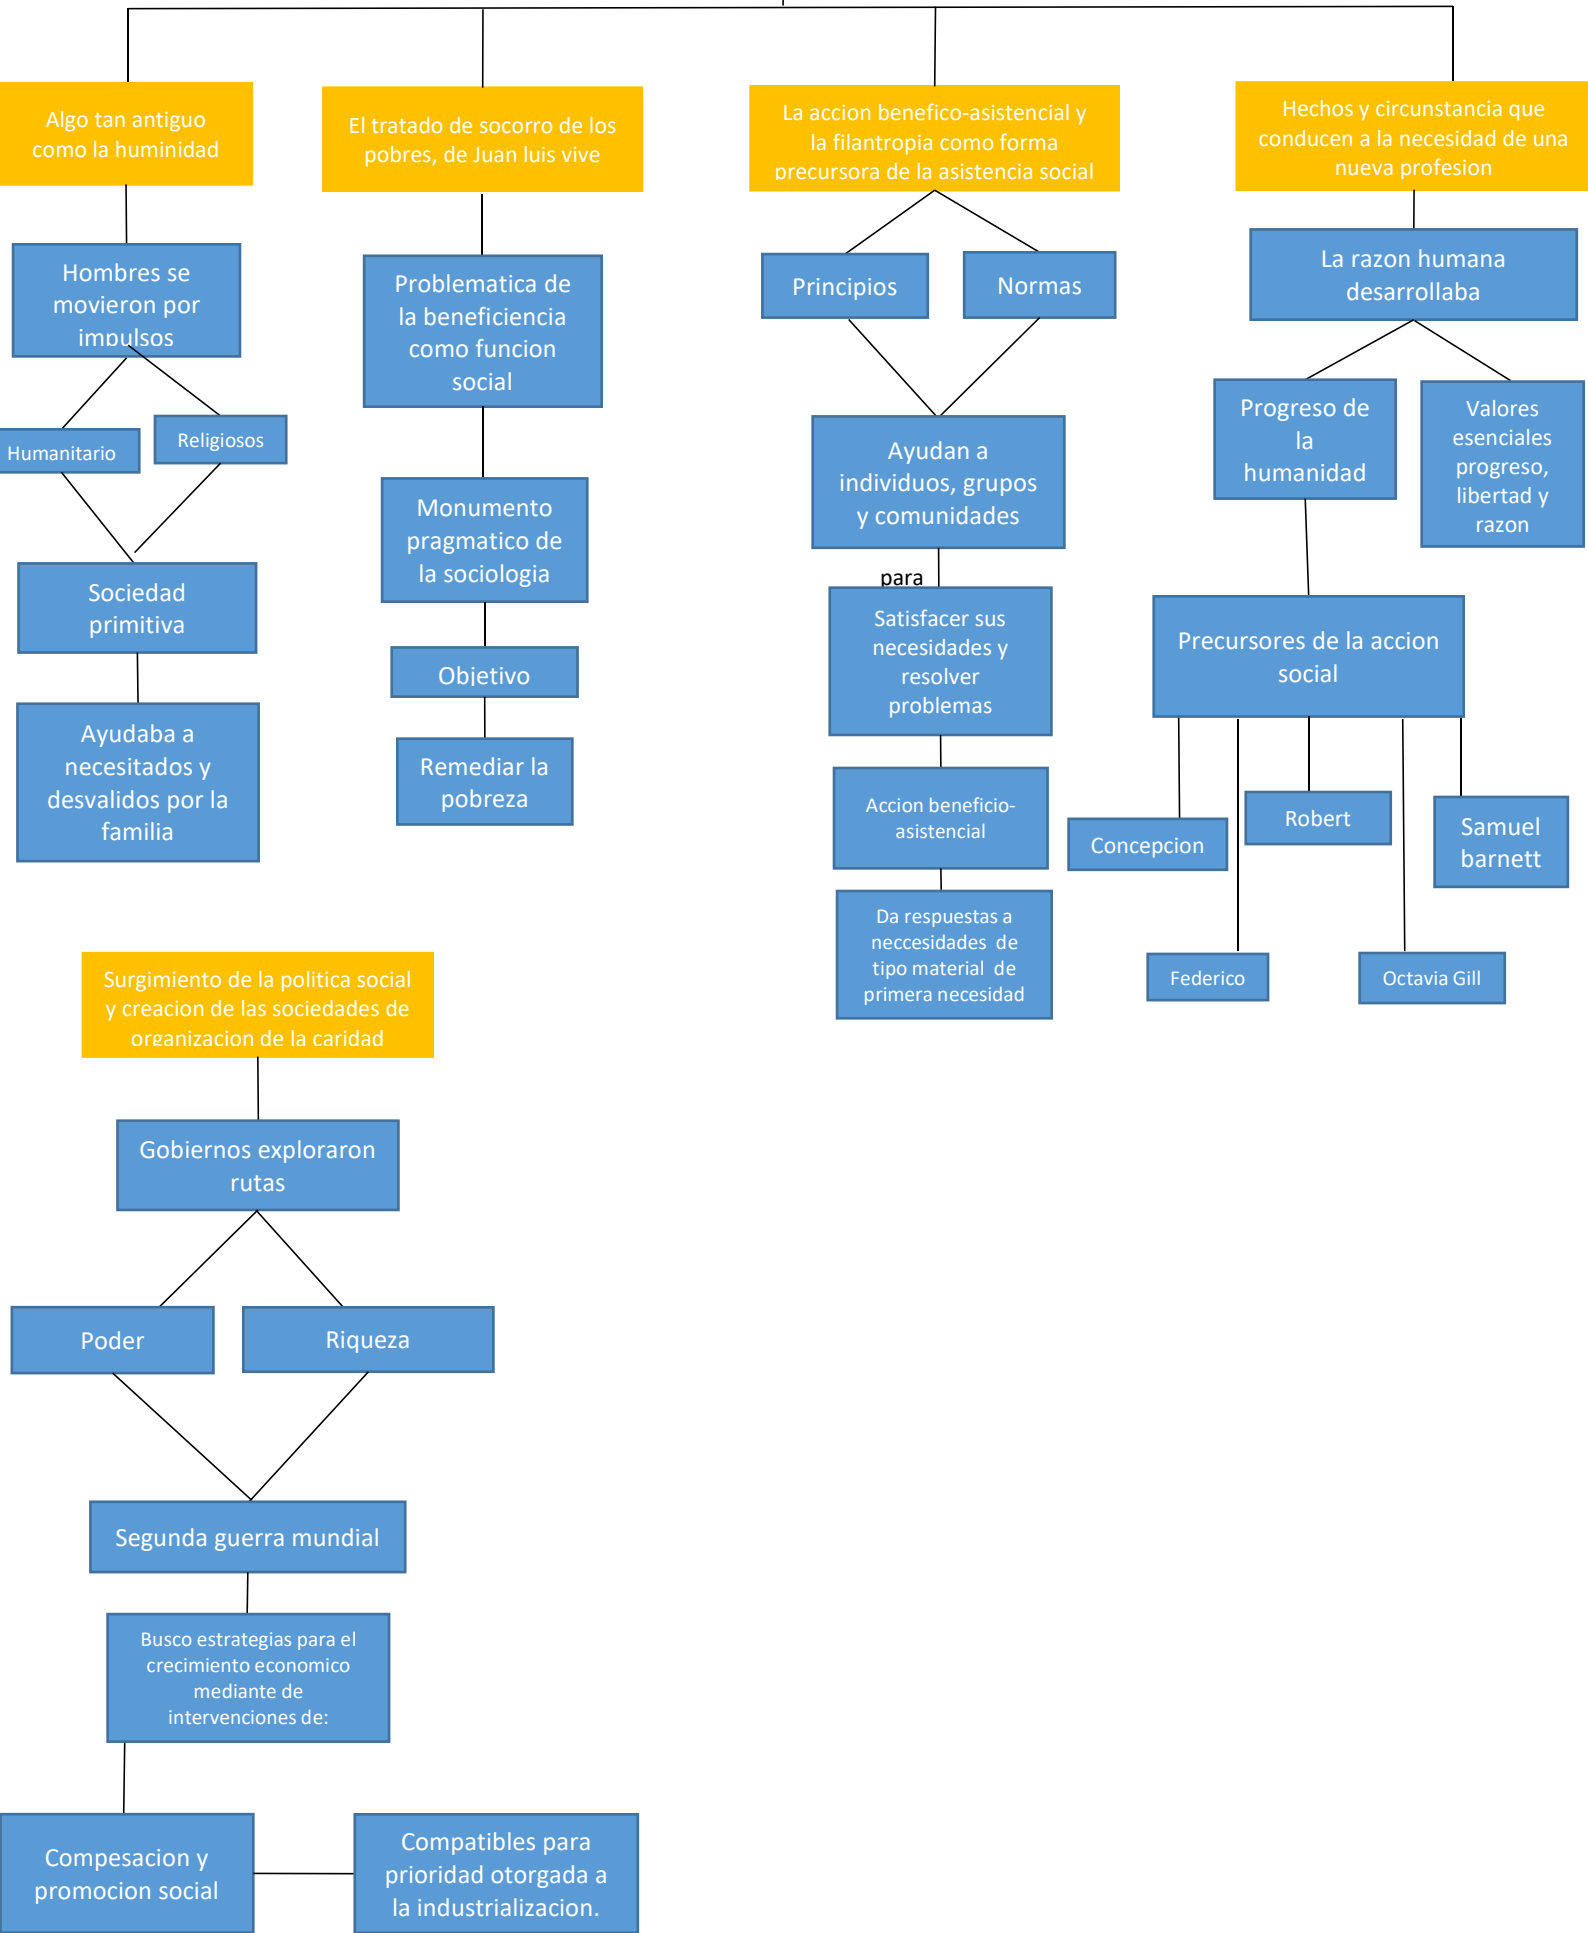 Algo tan antiguo
como la huminidad
El tratado de socorro de los
pobres, de Juan luis vive
La accion benefico-asistencial y
la filantropia como forma
precursora de la asistencia social
Hechos y circunstancia que
conducen a la necesidad de una
nueva profesion
Hombres se
movieron por
impulsos
Humanitario
Religiosos
Sociedad
primitiva
Ayudaba a
necesitados y
desvalidos por la
familia
Problematica de
la beneficiencia
como funcion
social
Monumento
pragmatico de
la sociologia
Objetivo
Remediar la
pobreza
Principios
Normas
Ayudan a
individuos, grupos
y comunidades
para
Satisfacer sus
necesidades y
resolver
problemas
Accion beneficio-
asistencial
Da respuestas a
neccesidades de
tipo material de
primera necesidad
La razon humana
desarrollaba
Progreso de
la
humanidad
Valores
esenciales
progreso,
libertad y
razon
Precursores de la accion
social
Concepcion
Federico
Robert
Octavia Gill
Samuel
barnett
Surgimiento de la politica social
y creacion de las sociedades de
organizacion de la caridad
Gobiernos exploraron
rutas
Poder
Riqueza
Segunda guerra mundial
Busco estrategias para el
crecimiento economico
mediante de
intervenciones de:
Compesacion y
promocion social
Compatibles para
prioridad otorgada a
la industrializacion.